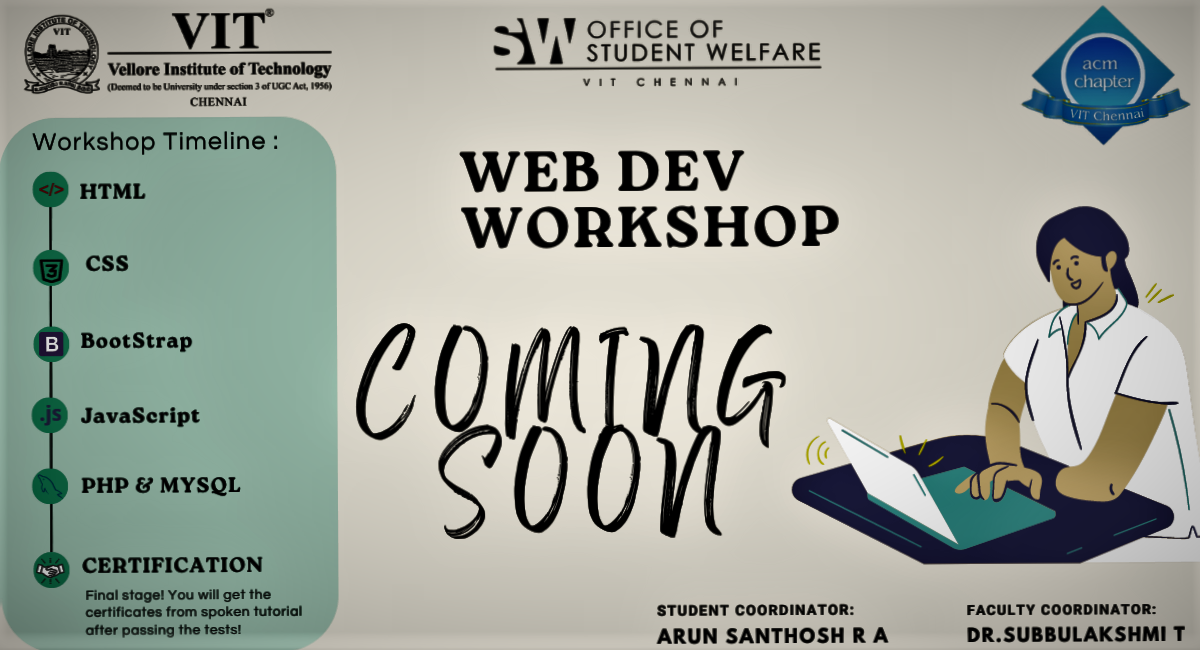 VIT
VIT®
Vellore Institute of Technology
(Deemed to be University under section 3 of UGC Act, 1956)
CHENNAI
SW OFFICE OF
STUDENT WELFARE
VIT CHENNAI
acm
chapter
VIT Chennai
Workshop Timeline :
</> HTML
3 CSS
B BootStrap
.js JavaScript
PHP & MYSQL
CERTIFICATION
Final stage! You will get the
certificates from spoken tutorial
after passing the tests!
WEB DEV
WORKSHOP
COMING
SOON
STUDENT COORDINATOR:
ARUN SANTHOSH R A
FACULTY COORDINATOR:
DR.SUBBULAKSHMI T